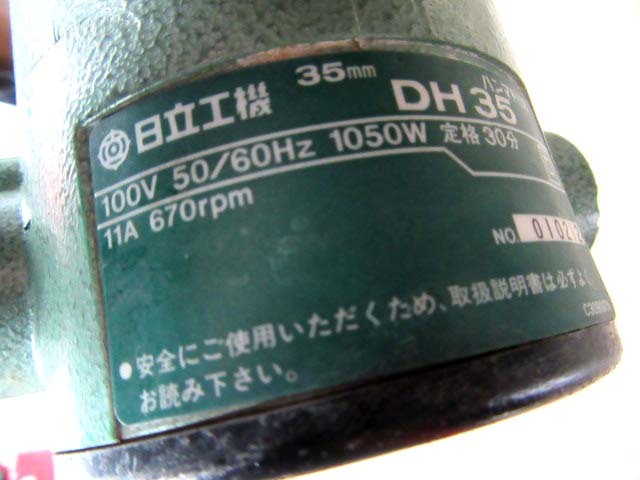 日立工機 35mm DH 35
100V 50/60Hz 1050W 定格 30分
11A 670rpm
NO.
●安全にご使用いただくため、取扱説明書は必ずよく
お読み下さい。